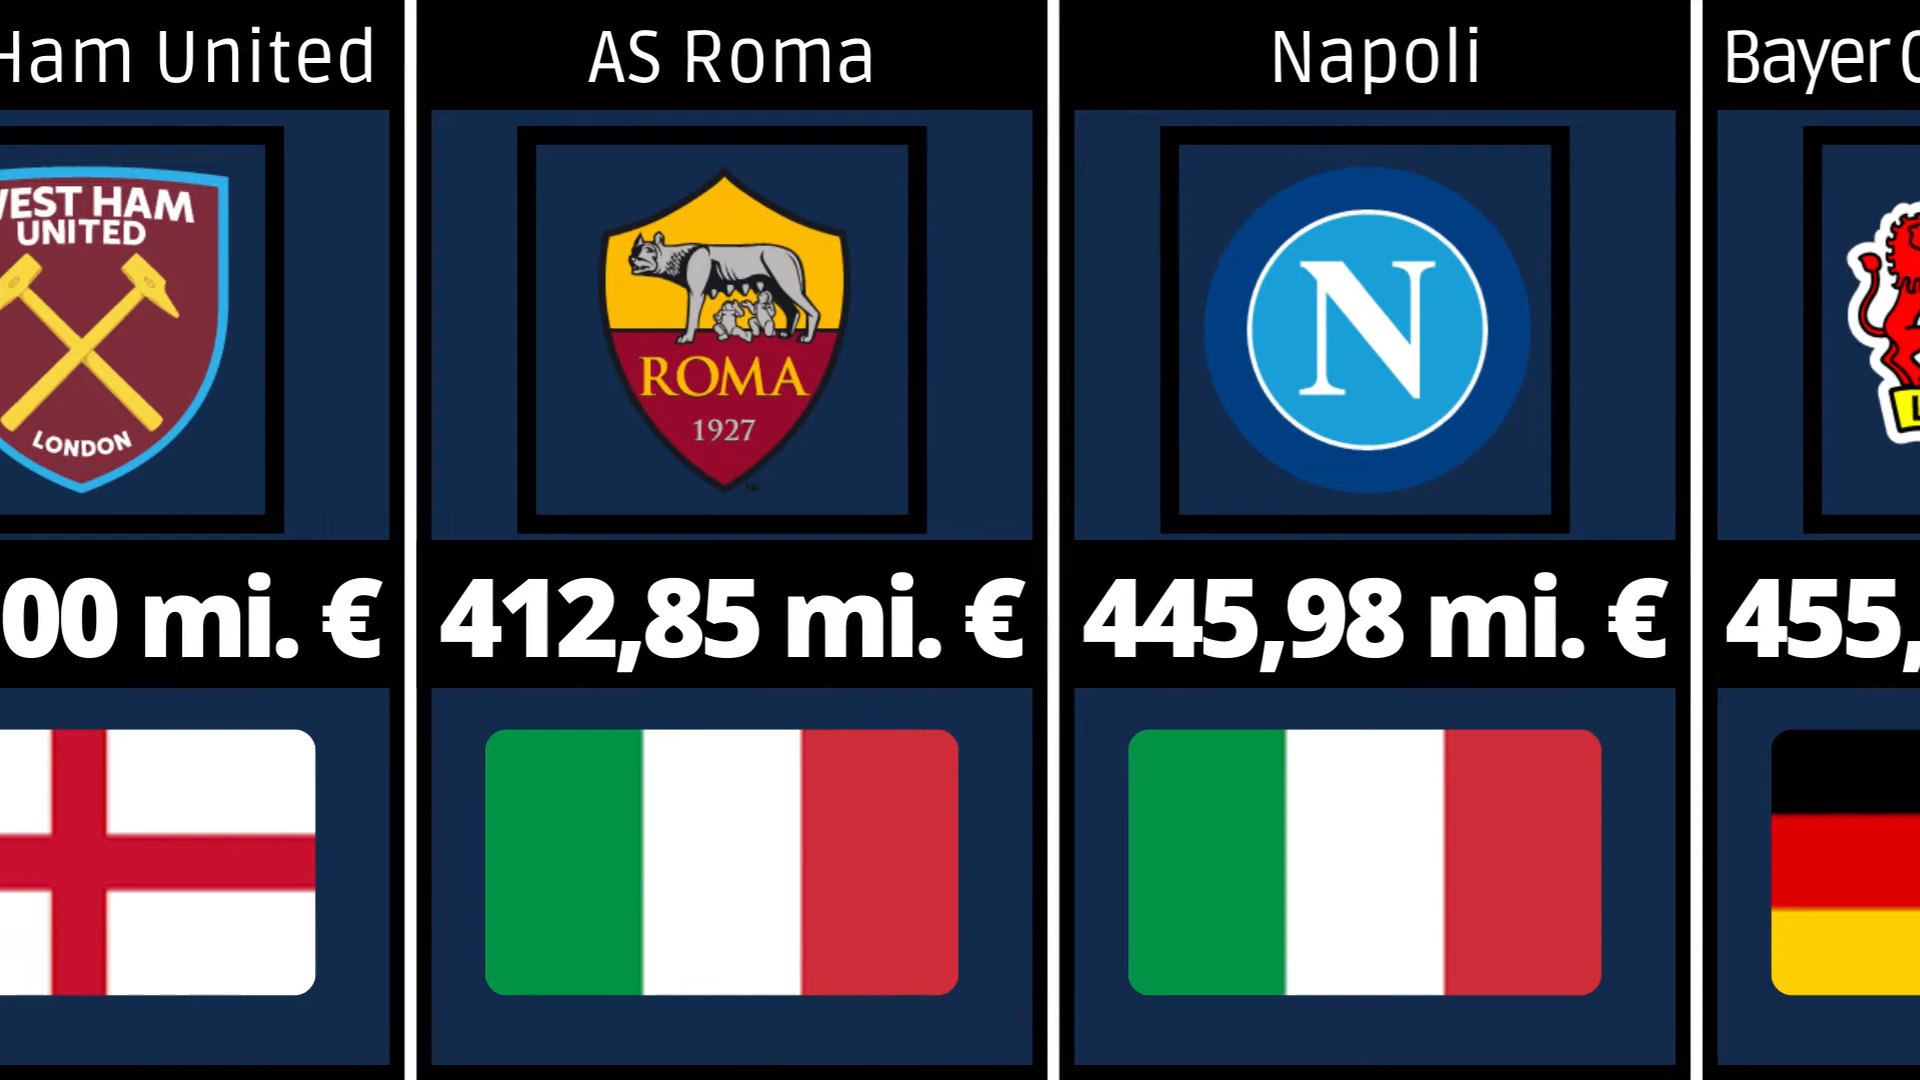 Ham United
WEST HAM
UNITED
LONDON
00 mi. €
AS Roma
ROMA
1927
412,85 mi. €
Napoli
N
445,98 mi. €
Bayer 0
455,